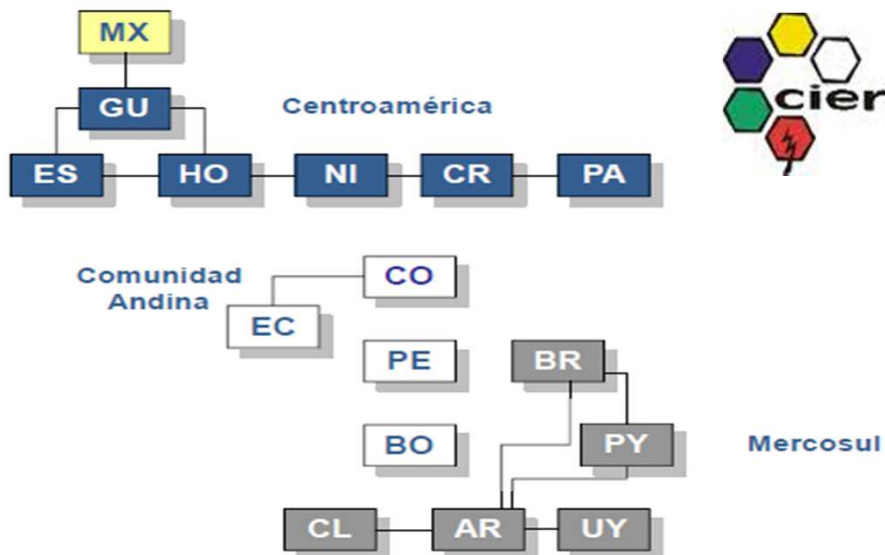 MX
GU
Centroamérica
cier
ES HO NI CR PA
Comunidad
Andina
CO
EC
PE BR
BO PY Mercosul
CL AR UY